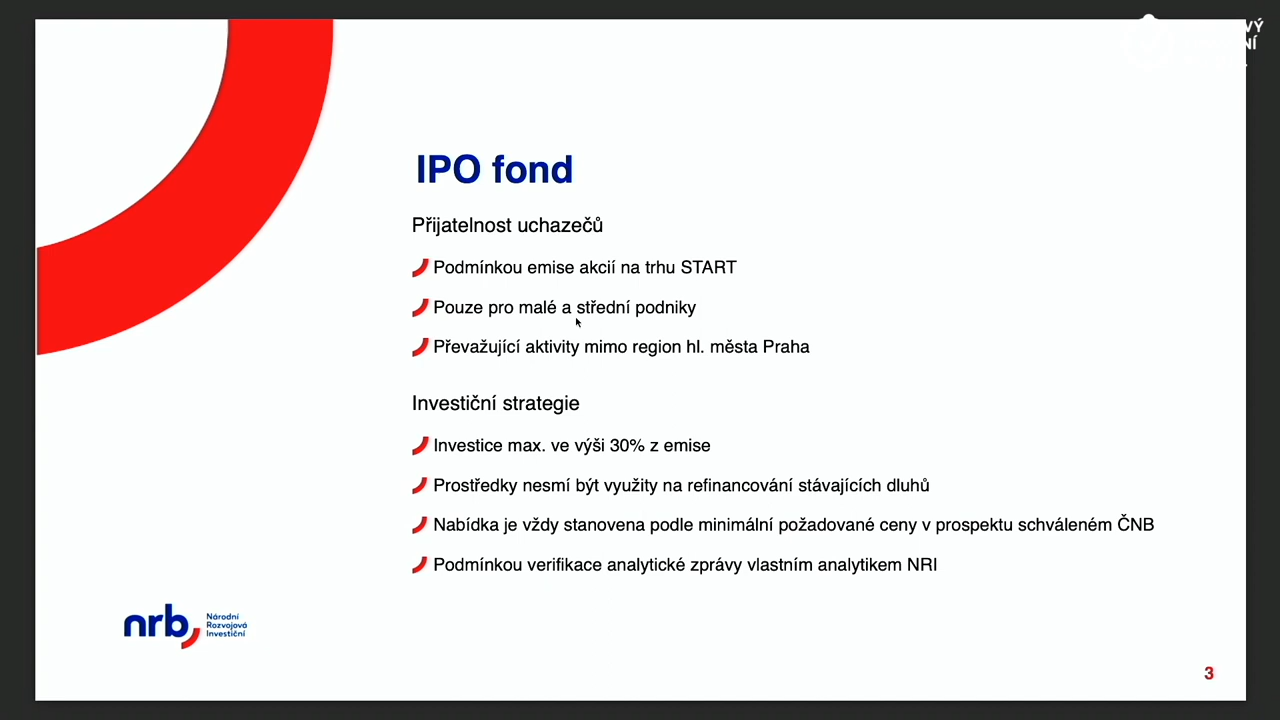 IPO fond
Přijatelnost uchazečů
Podmínkou emise akcií na trhu START
Pouze pro malé a střední podniky
Převažující aktivity mimo region hl. města Praha
Investiční strategie
Investice max. ve výši 30% z emise
Prostředky nesmí být využity na refinancování stávajících dluhů
Nabídka je vždy stanovena podle minimální požadované ceny v prospektu schváleném ČNB
Podmínkou verifikace analytické zprávy vlastním analytikem NRI
nrb
Národní
Rozvojová
Investiční
3